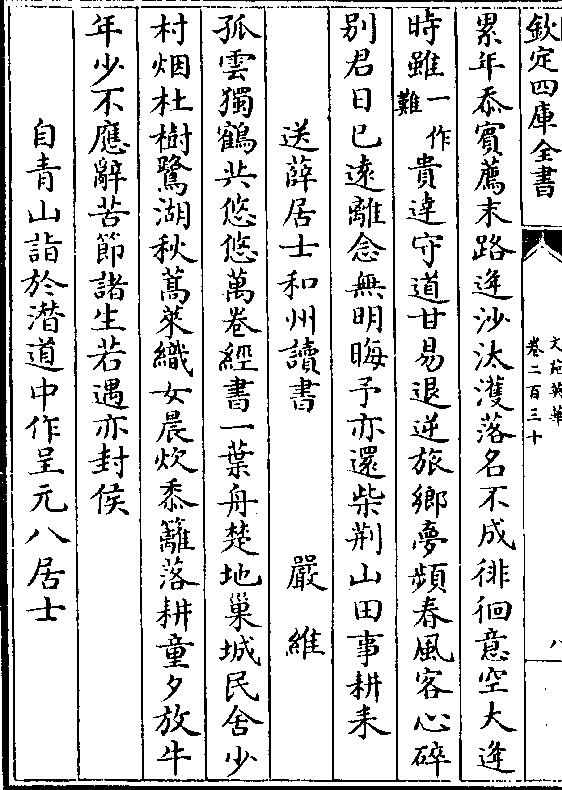 欽定四庫全書
文苑英華
卷二百三十
八
累年忝賓薦末路逢沙汰濩落名不成徘徊意空大逢
時雖一作難貴違守道甘易退逆旅鄉夢頻春風客心碎
別君日已遠離念無明晦予亦還柴荆山田事耕耒
送薛居士和州讀書 嚴維
孤雲獨鶴共悠悠萬卷經書一葉舟楚地巢城民舍少
村烟杜樹鷺湖秋蒿萊織女晨炊黍籬落耕童夕放牛
年少不應辭苦節諸生若遇亦封侯
自青山詣於潛道中作呈元八居士